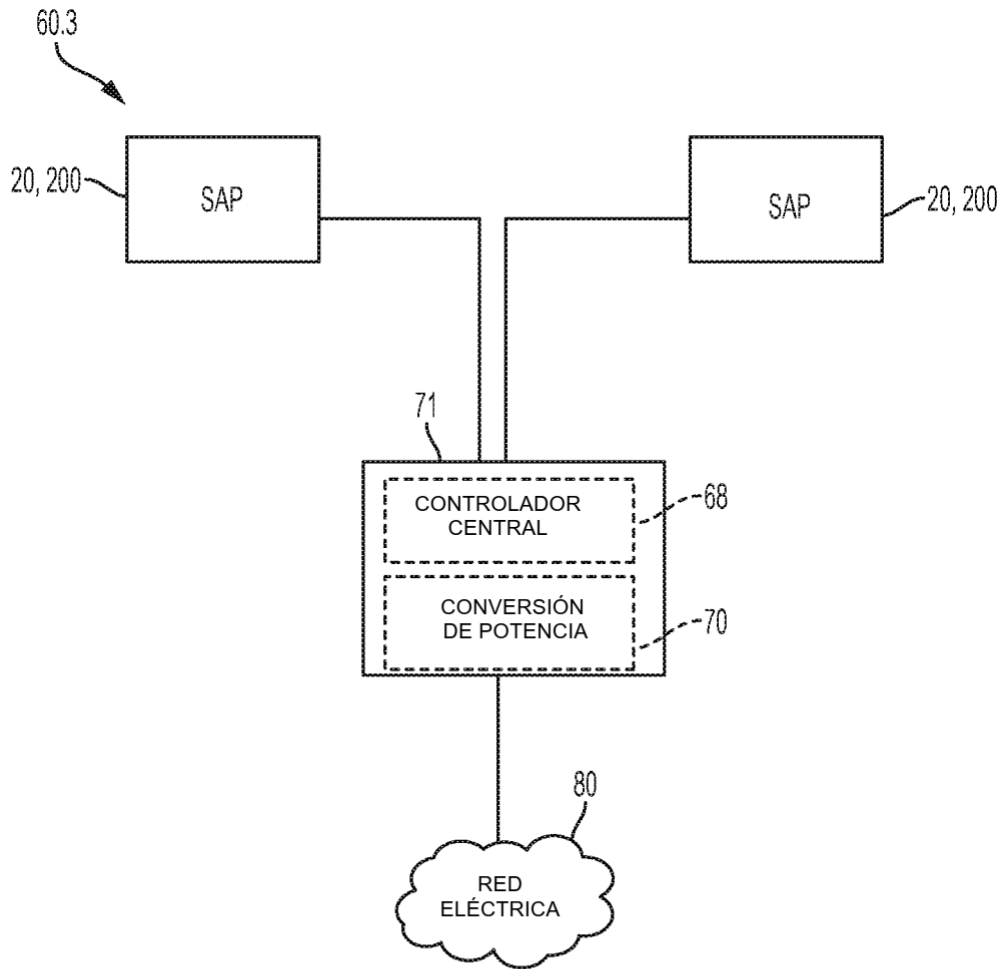 60.3
20, 200
SAP
SAP
20, 200
71
CONTROLADOR
CENTRAL
68
CONVERSIÓN
DE POTENCIA
70
80
RED
ELÉCTRICA